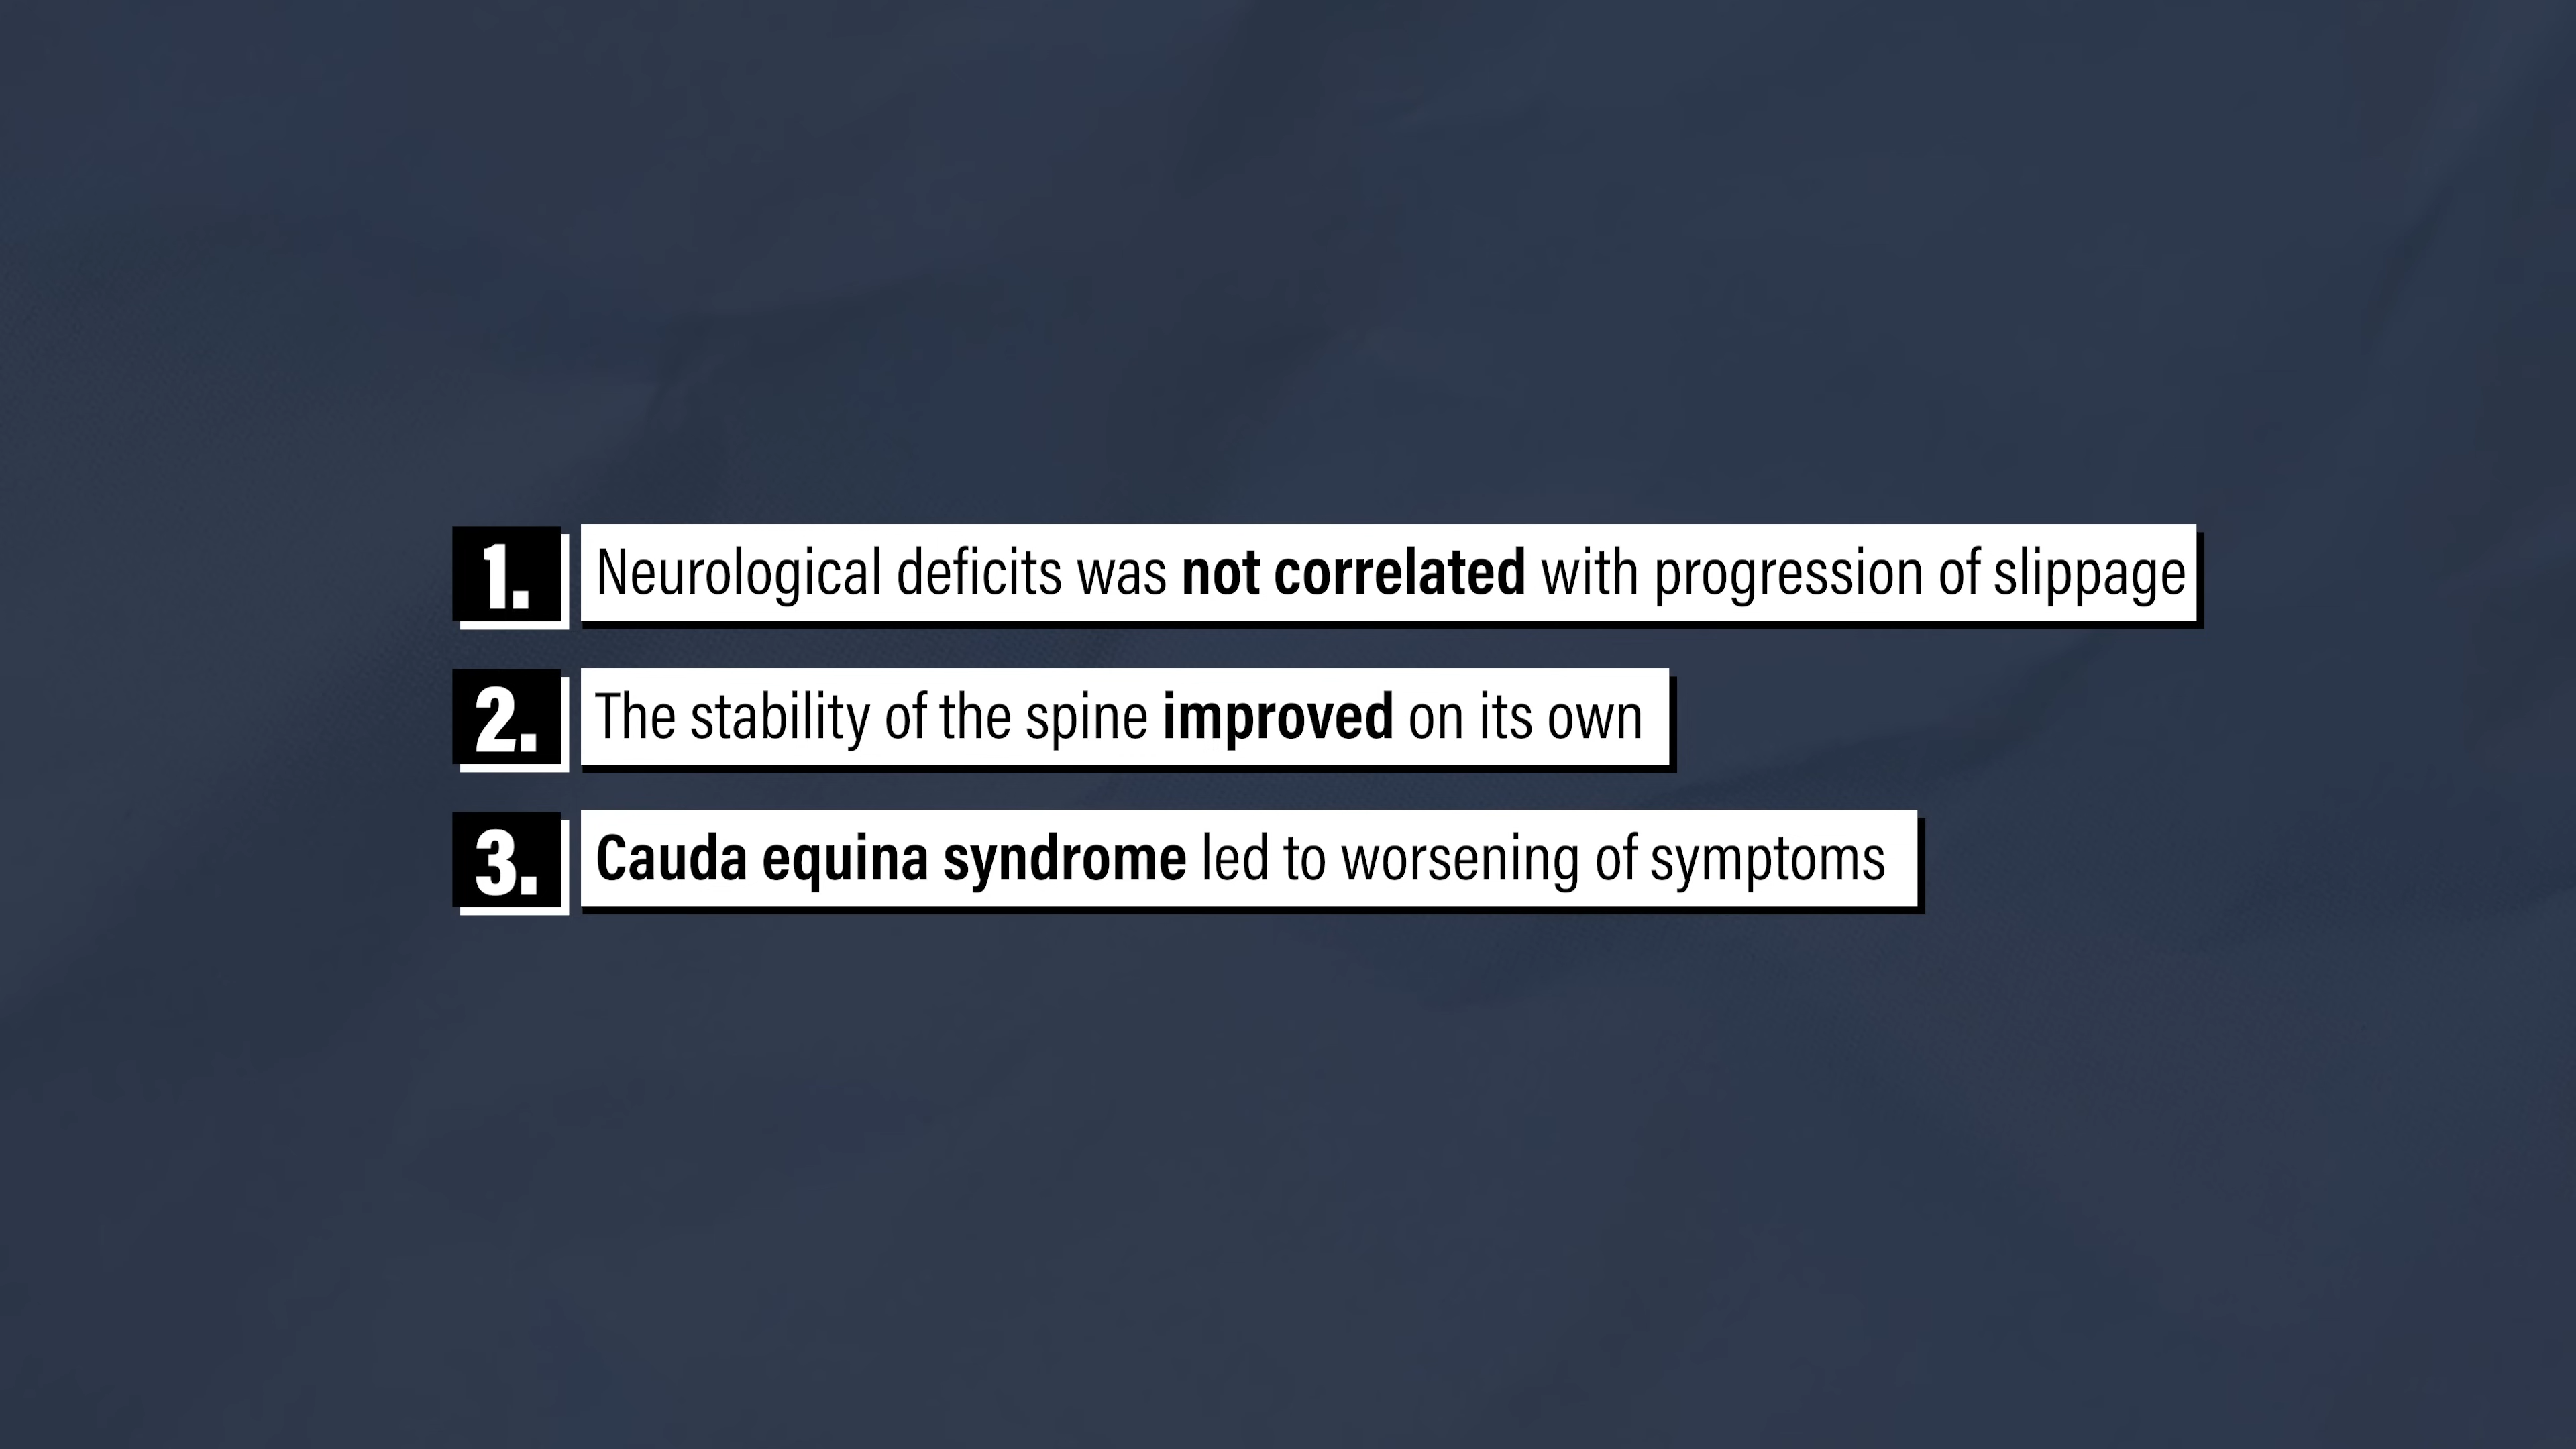 1. Neurological deficits was not correlated with progression of slippage
2. The stability of the spine improved on its own
3. Cauda equina syndrome led to worsening of symptoms